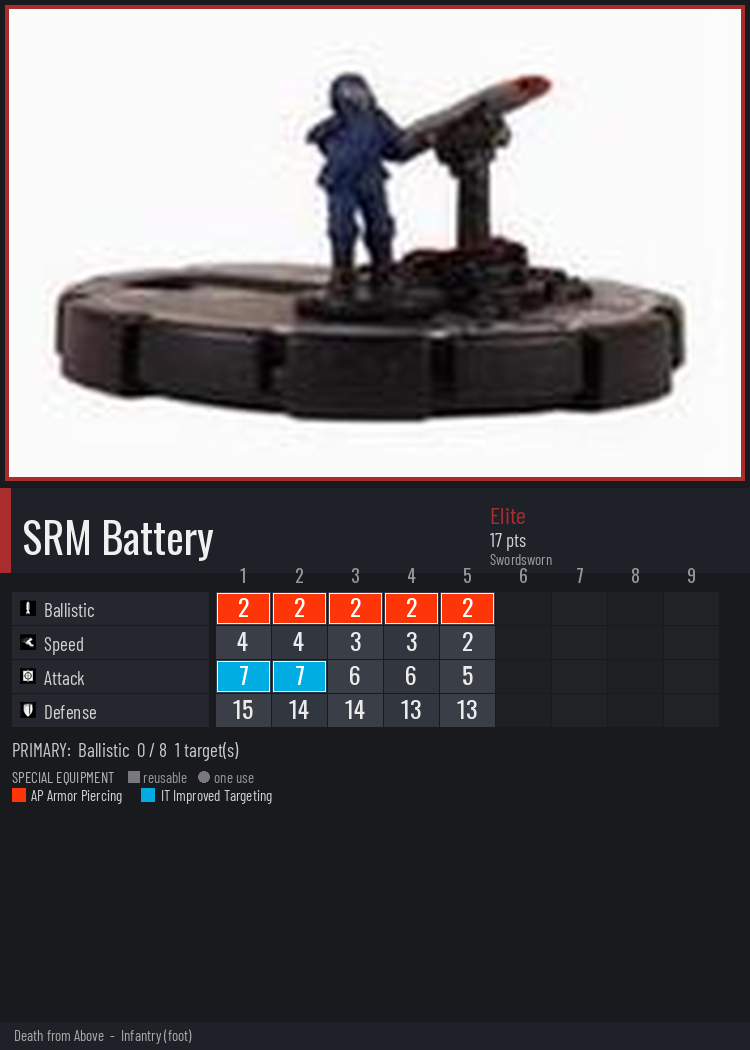 SRM Battery
Elite
17 pts
Swordsworn
1 2 3 4 5 6 7 8 9
Ballistic 2 2 2 2 2
Speed 4 4 3 3 2
Attack 7 7 6 6 5
Defense 15 14 14 13 13
PRIMARY: Ballistic 0 / 8 1 target(s)
SPECIAL EQUIPMENT reusable one use
AP Armor Piercing IT Improved Targeting
Death from Above - Infantry (foot)